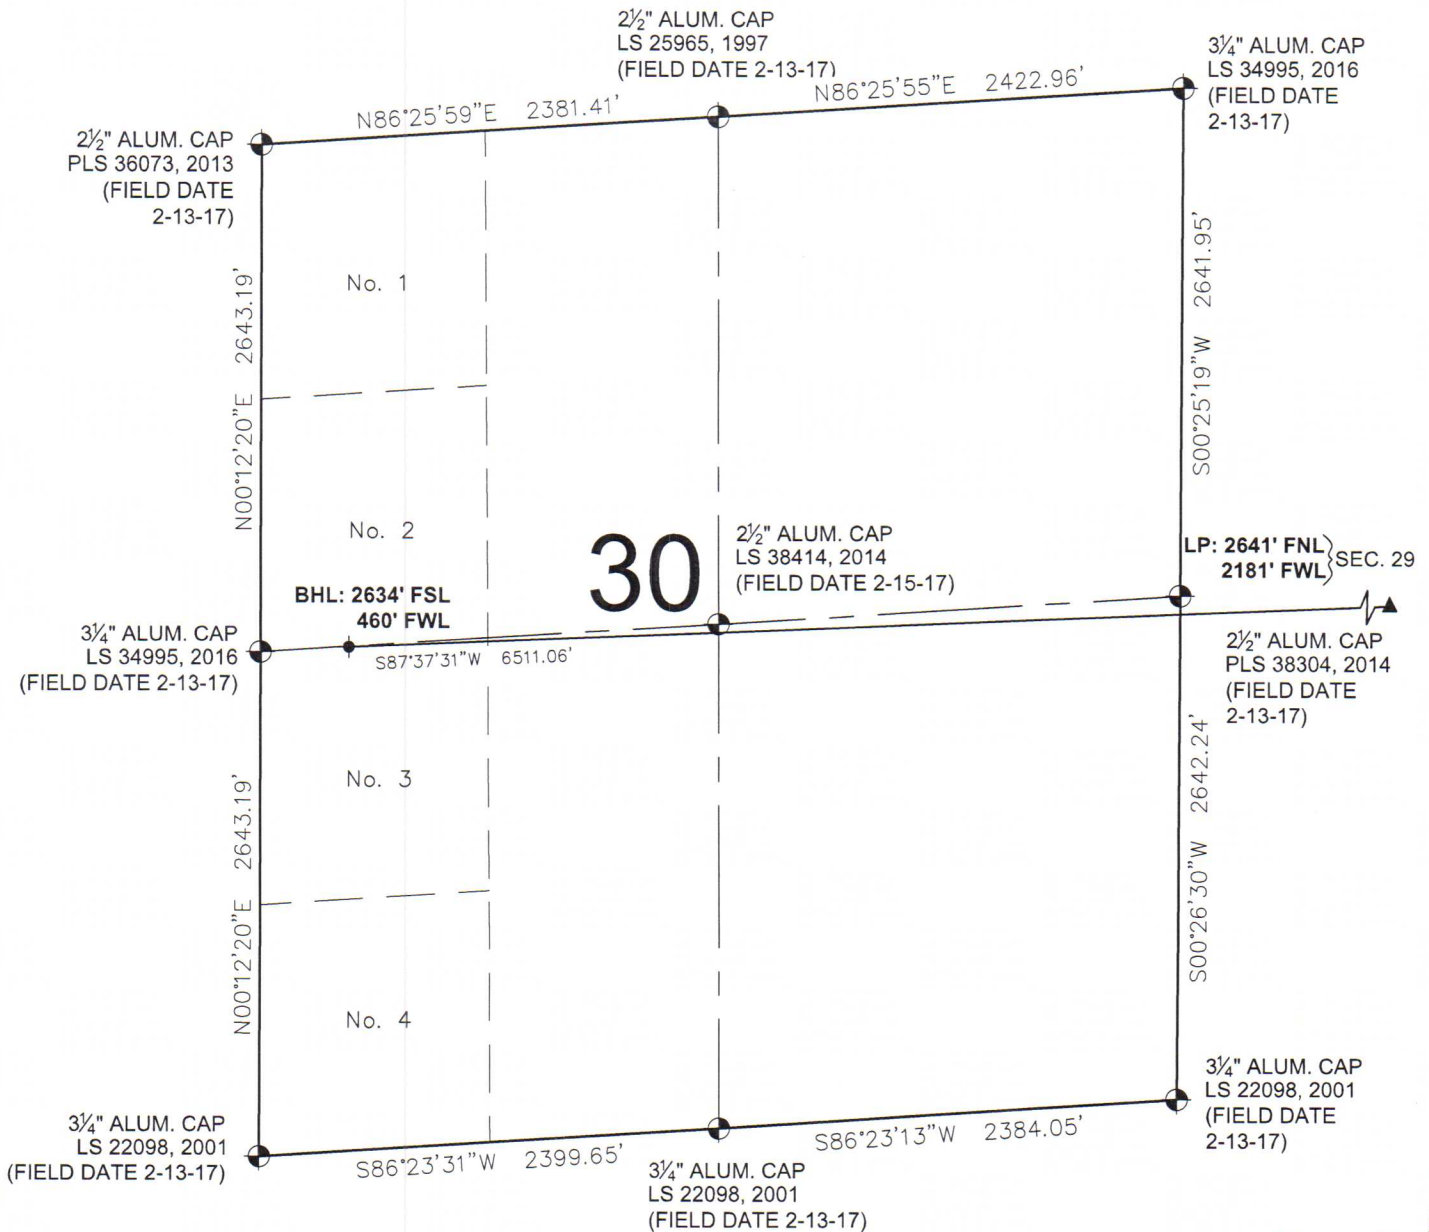 2½" ALUM. CAP
LS 25965, 1997
(FIELD DATE 2-13-17)
3¼" ALUM. CAP
LS 34995, 2016
(FIELD DATE
2-13-17)
N86°25'59"E 2381.41'
N86°25'55"E 2422.96'
2½" ALUM. CAP
PLS 36073, 2013
(FIELD DATE
2-13-17)
N00°12'20"E 2643.19'
No. 1
S00°25'19"W 2641.95'
No. 2
30
2½" ALUM. CAP
LS 38414, 2014
(FIELD DATE 2-15-17)
LP: 2641' FNL
2181' FWL
SEC. 29
BHL: 2634' FSL
460' FWL
3¼" ALUM. CAP
LS 34995, 2016
(FIELD DATE 2-13-17)
S87°37'31"W 6511.06'
2½" ALUM. CAP
PLS 38304, 2014
(FIELD DATE
2-13-17)
N00°12'20"E 2643.19'
No. 3
S00°26'30"W 2642.24'
No. 4
3¼" ALUM. CAP
LS 22098, 2001
(FIELD DATE 2-13-17)
S86°23'31"W 2399.65'
S86°23'13"W 2384.05'
3¼" ALUM. CAP
LS 22098, 2001
(FIELD DATE
2-13-17)
3¼" ALUM. CAP
LS 22098, 2001
(FIELD DATE 2-13-17)